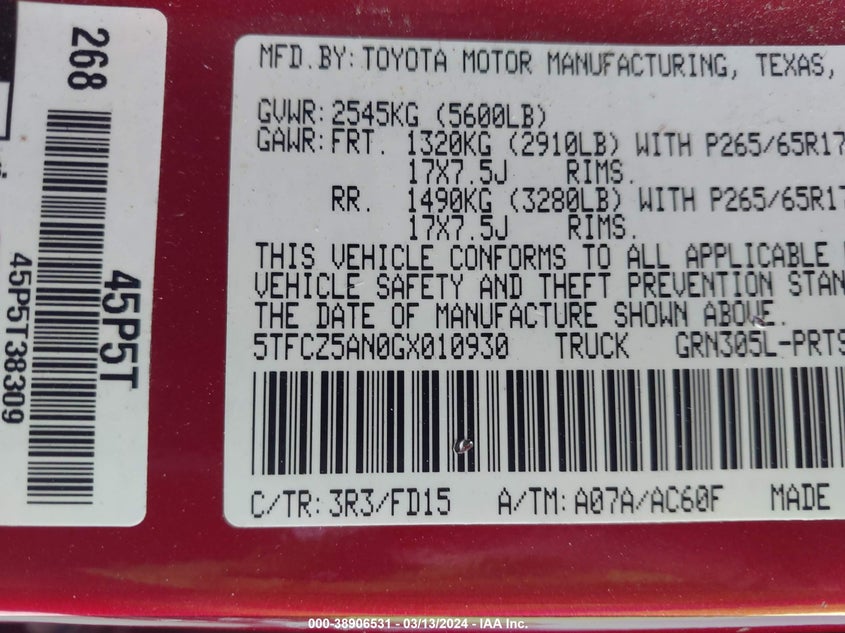 268
45P5T
45P5T38309
MFD.BY:TOYOTA MOTOR MANUFACTURING, TEXAS,
GVWR:2545KG (5600LB)
GAWR:FRT. 1320KG (2910LB) WITH P265/65R17
17X7.5J RIMS.
RR. 1490KG (3280LB) WITH P265/65R17
17X7.5J RIMS.
THIS VEHICLE CONFORMS TO ALL APPLICABLE
VEHICLE SAFETY AND THEFT PREVENTION STAN
THE DATE OF MANUFACTURE SHOWN ABOVE.
5TFCZ5AN0GX010930 TRUCK GRN305L-PRTS
C/TR:3R3/FD15 A/TM:A07A/AC60F MADE
000-38906531 - 03/13/2024 - IAA Inc.